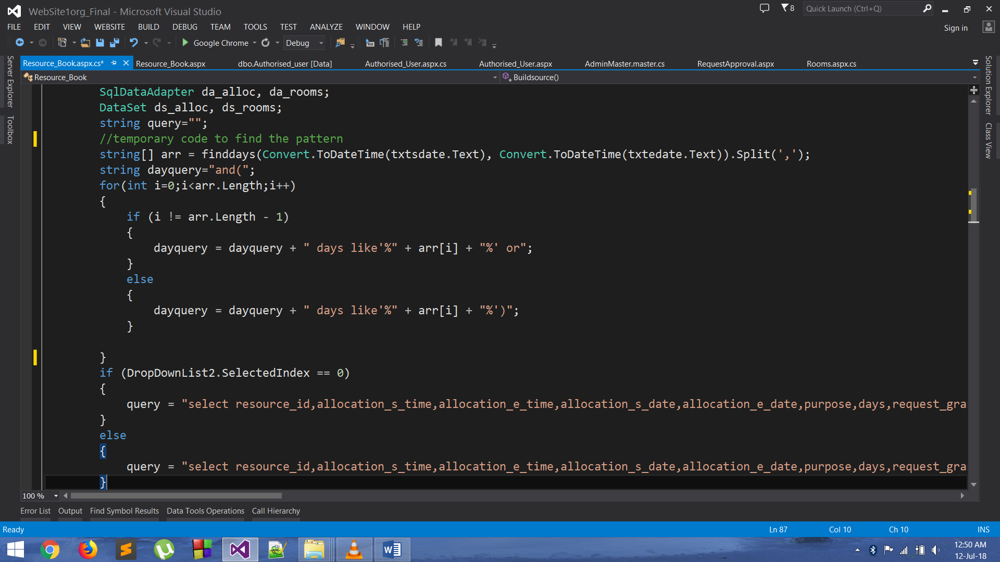 WebSite1org_Final - Microsoft Visual Studio
8
Quick Launch (Ctrl+Q)
FILE EDIT VIEW WEBSITE BUILD DEBUG TEAM TOOLS TEST ANALYZE WINDOW HELP
Sign in
Google Chrome
Debug
Resource_Book.aspx.cs* Resource_Book.aspx dbo.Authorised_user [Data] Authorised_User.aspx.cs Authorised_User.aspx AdminMaster.master.cs RequestApproval.aspx Rooms.aspx.cs
Resource_Book Buildsource()
Server Explorer
Toolbox
SqlDataAdapter da_alloc, da_rooms;
DataSet ds_alloc, ds_rooms;
string query="";
//temporary code to find the pattern
string[] arr = finddays(Convert.ToDateTime(txtsdate.Text), Convert.ToDateTime(txtedate.Text)).Split(',');
string dayquery="and(";
for(int i=0;i<arr.Length;i++)
{
if (i != arr.Length - 1)
{
dayquery = dayquery + " days like'%" + arr[i] + "%' or";
}
else
{
dayquery = dayquery + " days like'%" + arr[i] + "%')";
}
}
if (DropDownList2.SelectedIndex == 0)
{
query = "select resource_id,allocation_s_time,allocation_e_time,allocation_s_date,allocation_e_date,purpose,days,request_gra
}
else
{
query = "select resource_id,allocation_s_time,allocation_e_time,allocation_s_date,allocation_e_date,purpose,days,request_gra
}
Solution Explorer
Class View
100 %
Error List Output Find Symbol Results Data Tools Operations Call Hierarchy
Ready Ln 87 Col 10 Ch 10 INS
12:50 AM
12-Jul-18